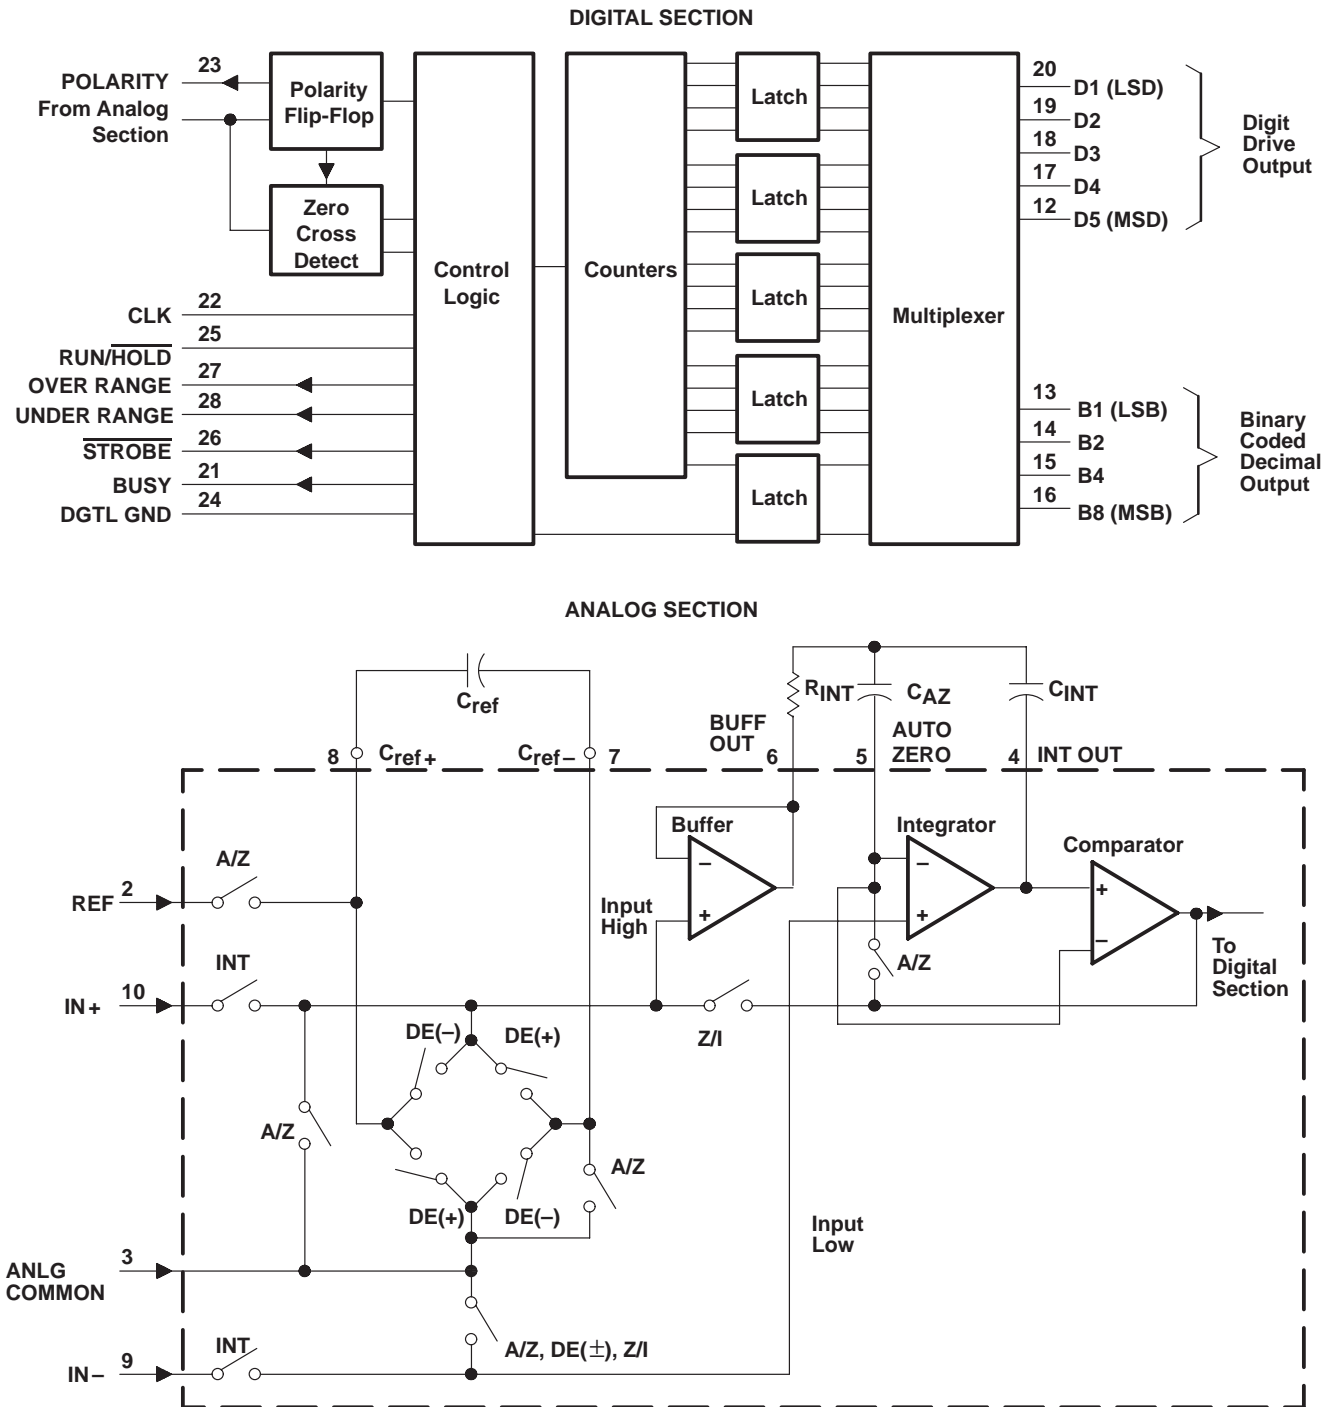 DIGITAL SECTION
POLARITY
23
From Analog
Section
Polarity
Flip-Flop
Zero
Cross
Detect
CLK
22
RUN/HOLD
25
OVER RANGE
27
UNDER RANGE
28
STROBE
26
BUSY
21
DGTL GND
24
Control
Logic
Counters
Latch
Latch
Latch
Latch
Latch
Multiplexer
20
D1 (LSD)
19
D2
18
D3
17
D4
12
D5 (MSD)
Digit
Drive
Output
13
B1 (LSB)
14
B2
15
B4
16
B8 (MSB)
Binary
Coded
Decimal
Output
ANALOG SECTION
Cref
8
Cref+
Cref–
7
RINT
CAZ
CINT
BUFF
OUT
6
AUTO
ZERO
5
4
INT OUT
Buffer
–
+
Integrator
–
+
Comparator
+
–
REF
2
A/Z
Input
High
A/Z
To
Digital
Section
IN+
10
INT
Z/I
DE(–)
DE(+)
A/Z
A/Z
DE(+)
DE(–)
Input
Low
ANLG
COMMON
3
A/Z, DE(±), Z/I
IN–
9
INT